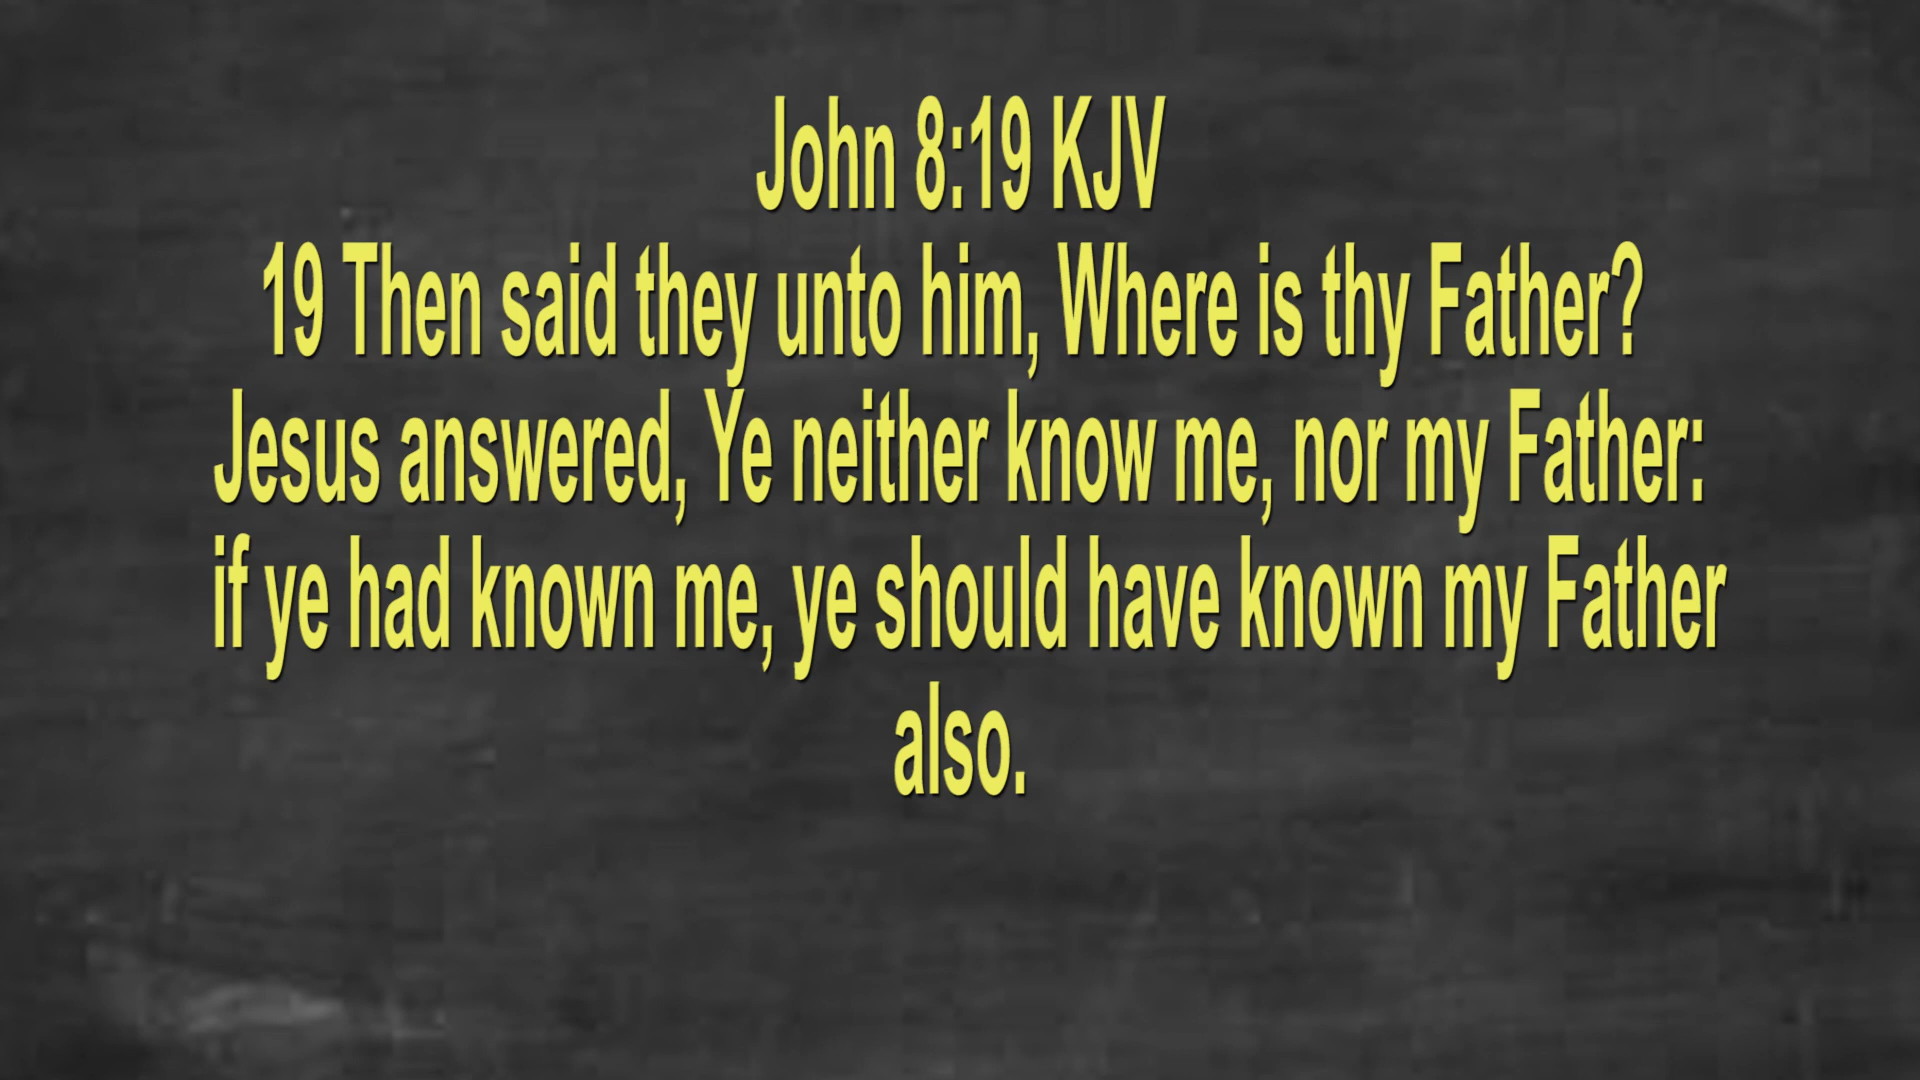 John 8:19 KJV
19 Then said they unto him, Where is thy Father?
Jesus answered, Ye neither know me, nor my Father:
if ye had known me, ye should have known my Father
also.